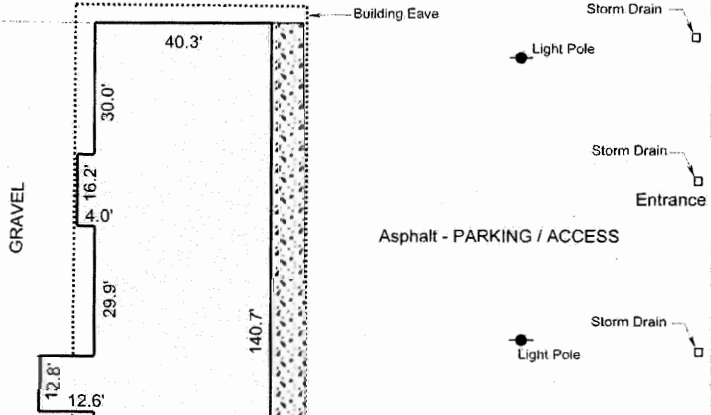 Building Eave
Storm Drain
40.3'
Light Pole
30.0'
Storm Drain
16.2'
Entrance
4.0'
GRAVEL
Asphalt - PARKING / ACCESS
29.9'
140.7'
Storm Drain
Light Pole
12.8'
12.6'